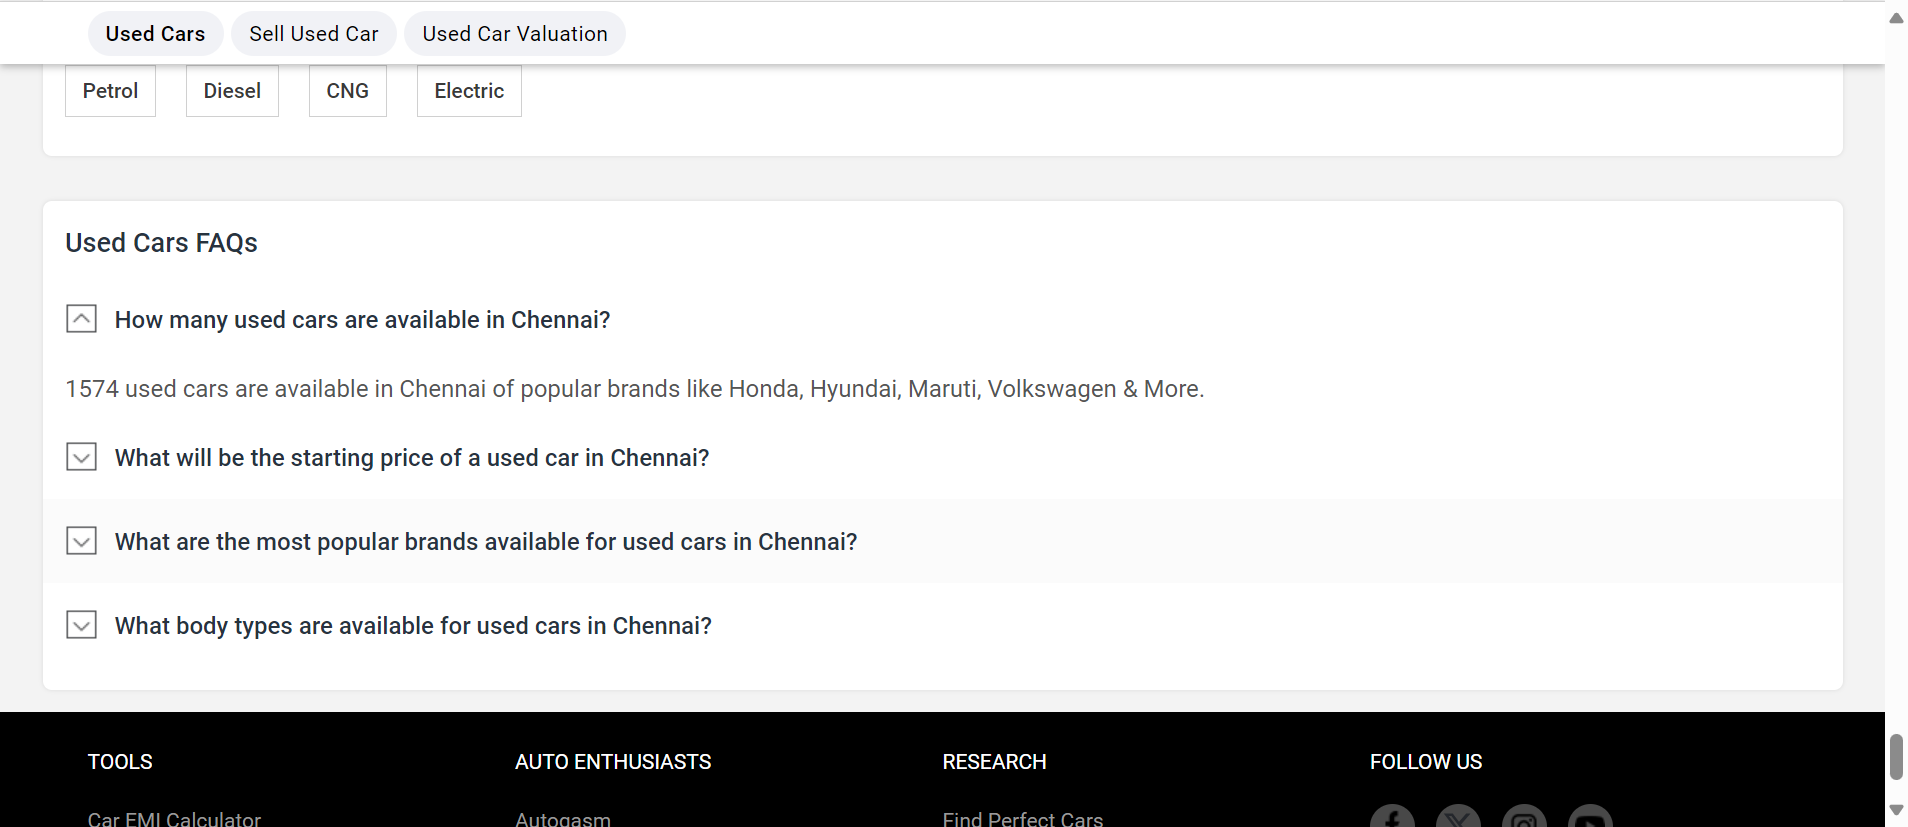 Used Cars Sell Used Car Used Car Valuation
Petrol Diesel CNG Electric
Used Cars FAQs
How many used cars are available in Chennai?
1574 used cars are available in Chennai of popular brands like Honda, Hyundai, Maruti, Volkswagen & More.
What will be the starting price of a used car in Chennai?
What are the most popular brands available for used cars in Chennai?
What body types are available for used cars in Chennai?
TOOLS AUTO ENTHUSIASTS RESEARCH FOLLOW US
Car EMI Calculator Autogasm Find Perfect Cars